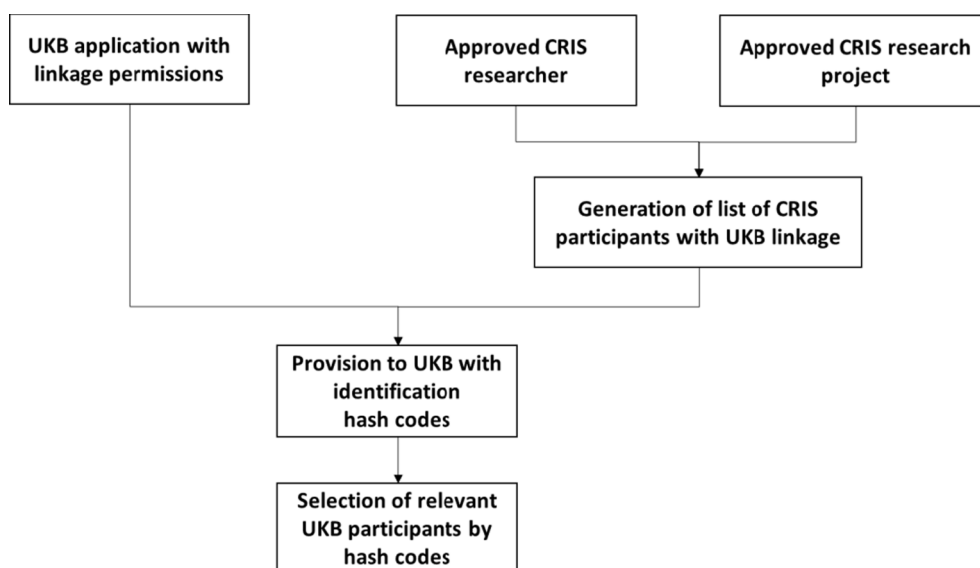 UKB application with
linkage permissions
Approved CRIS
researcher
Approved CRIS research
project
Generation of list of CRIS
participants with UKB linkage
Provision to UKB with
identification
hash codes
Selection of relevant
UKB participants by
hash codes